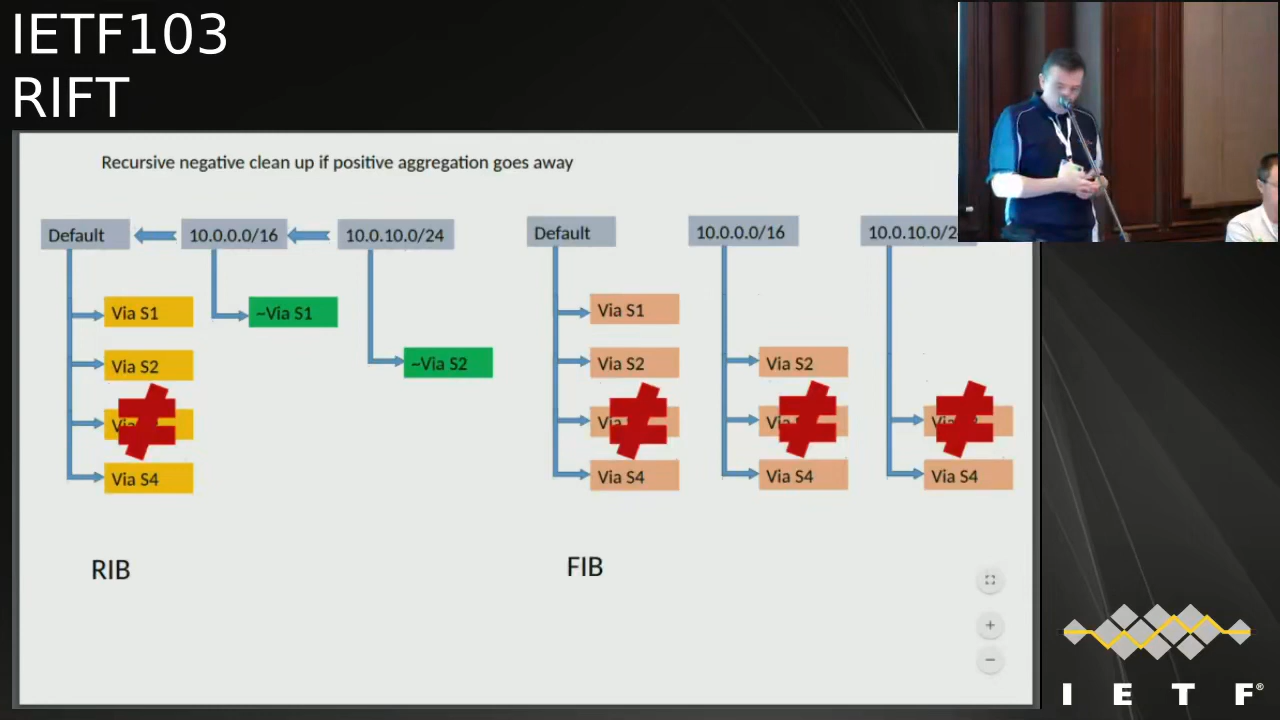 IETF103
RIFT
Recursive negative clean up if positive aggregation goes away
Default
10.0.0.0/16
10.0.10.0/24
Default
10.0.0.0/16
Via S1
~Via S1
Via S1
Via S2
~Via S2
Via S2
Via S2
Via S4
Via S4
Via S4
Via S4
RIB
FIB
+
−
I E T F®